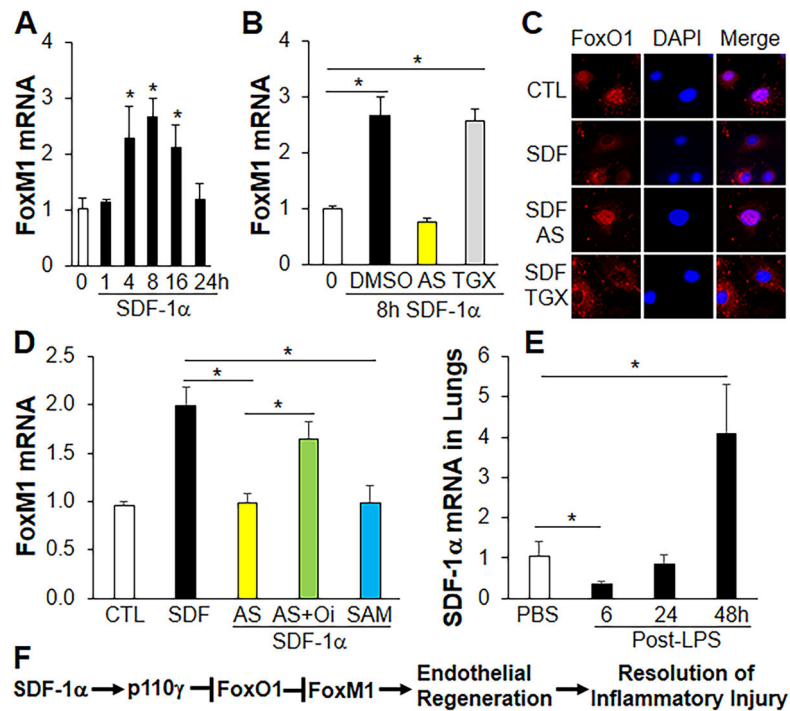 A
FoxM1 mRNA
4
3
2
1
0
* * *
0 1 4 8 16 24h
SDF-1α
B
FoxM1 mRNA
4
3
2
1
0
*
*
0 DMSO AS TGX
8h SDF-1α
C
FoxO1 DAPI Merge
CTL
SDF
SDF
AS
SDF
TGX
D
FoxM1 mRNA
2.5
2.0
1.5
1.0
0.5
0.0
*
*
*
CTL SDF AS AS+Oi SAM
SDF-1α
E
SDF-1α mRNA in Lungs
6
5
4
3
2
1
0
*
*
PBS 6 24 48h
Post-LPS
F
SDF-1α p110γ FoxO1 FoxM1 Endothelial Regeneration Resolution of Inflammatory Injury